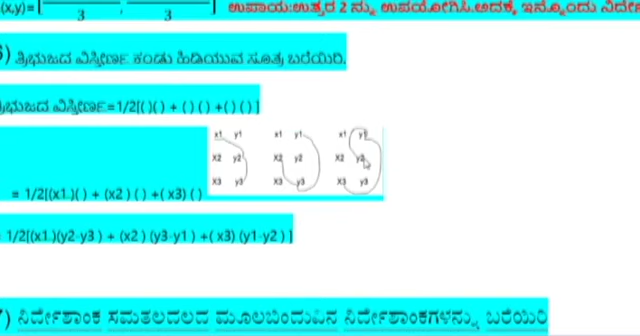 (x,y)=[ 3 , 3 ] ಉಪಾಯ:ಉತ್ತರ 2 ನ್ನು ಉಪಯೋಗಿಸಿ.ಅದಕ್ಕೆ ಇನ್ನೊಂದು
6) ತ್ರಿಭುಜದ ವಿಸ್ತೀರ್ಣ ಕಂಡು ಹಿಡಿಯುವ ಸೂತ್ರ ಬರೆಯಿರಿ.
ತ್ರಿಭುಜದ ವಿಸ್ತೀರ್ಣ=1/2[( )( ) + ( ) ( ) +( ) ( ) ]
x1 y1 x1 y1 x1 y1
X2 y2 X2 y2 X2 y2
X3 y3 X3 y3 X3 y3
= 1/2[(x1.)( ) + (x2 ) ( ) +( x3) ( )
= 1/2[(x1.)(y2-y3 ) + (x2 ) (y3-y1 ) +( x3) (y1-y2 ) ]
7) ನಿರ್ದೇಶಾಂಕ ಸಮತಲದಲದ ಮೂಲಬಿಂದುವಿನ ನಿರ್ದೇಶಾಂಕಗಳನ್ನು ಬರೆಯಿರಿ